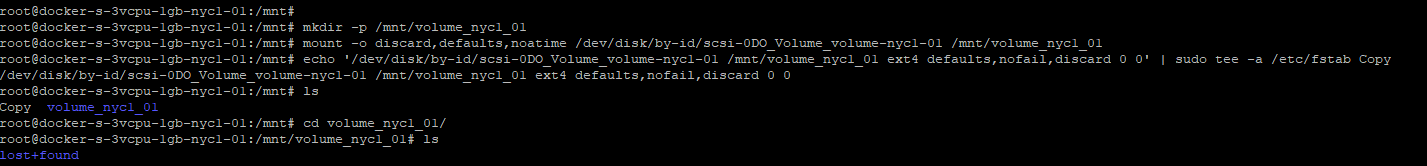 root@docker-s-3vcpu-1gb-nyc1-01:/mnt#
root@docker-s-3vcpu-1gb-nyc1-01:/mnt# mkdir -p /mnt/volume_nyc1_01
root@docker-s-3vcpu-1gb-nyc1-01:/mnt# mount -o discard,defaults,noatime /dev/disk/by-id/scsi-0DO_Volume_volume-nyc1-01 /mnt/volume_nyc1_01
root@docker-s-3vcpu-1gb-nyc1-01:/mnt# echo '/dev/disk/by-id/scsi-0DO_Volume_volume-nyc1-01 /mnt/volume_nyc1_01 ext4 defaults,nofail,discard 0 0' | sudo tee -a /etc/fstab Copy
/dev/disk/by-id/scsi-0DO_Volume_volume-nyc1-01 /mnt/volume_nyc1_01 ext4 defaults,nofail,discard 0 0
root@docker-s-3vcpu-1gb-nyc1-01:/mnt# ls
Copy  volume_nyc1_01
root@docker-s-3vcpu-1gb-nyc1-01:/mnt# cd volume_nyc1_01/
root@docker-s-3vcpu-1gb-nyc1-01:/mnt/volume_nyc1_01# ls
lost+found